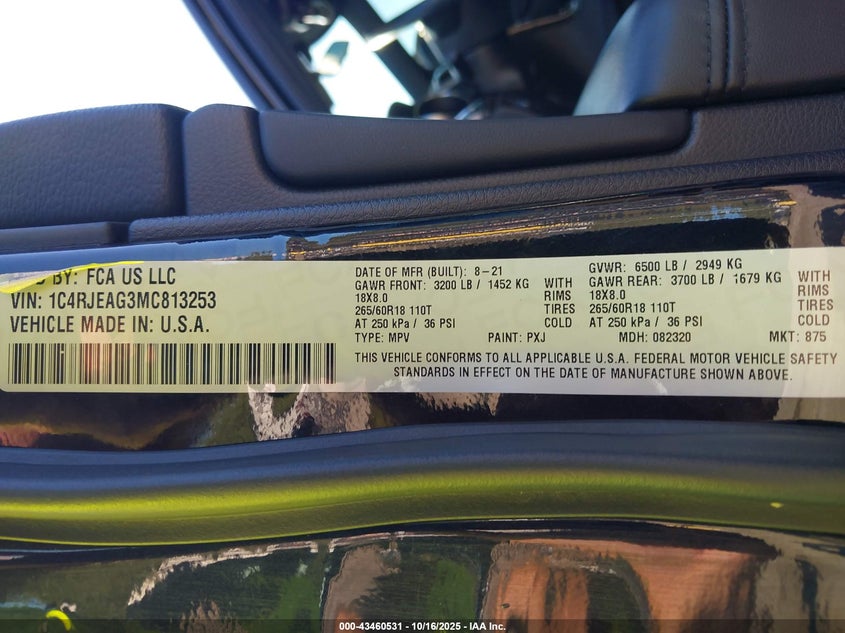 BY: FCA US LLC
VIN: 1C4RJEAG3MC813253
VEHICLE MADE IN: U.S.A.
DATE OF MFR (BUILT): 8-21
GAWR FRONT: 3200 LB / 1452 KG WITH
18X8.0 RIMS
265/60R18 110T TIRES
AT 250 kPa / 36 PSI COLD
GVWR: 6500 LB / 2949 KG
GAWR REAR: 3700 LB / 1679 KG WITH
18X8.0 RIMS
265/60R18 110T TIRES
AT 250 kPa / 36 PSI COLD
TYPE: MPV PAINT: PXJ MDH: 082320 MKT: 875
THIS VEHICLE CONFORMS TO ALL APPLICABLE U.S.A. FEDERAL MOTOR VEHICLE SAFETY
STANDARDS IN EFFECT ON THE DATE OF MANUFACTURE SHOWN ABOVE.
000-43460531 - 10/16/2025 - IAA Inc.